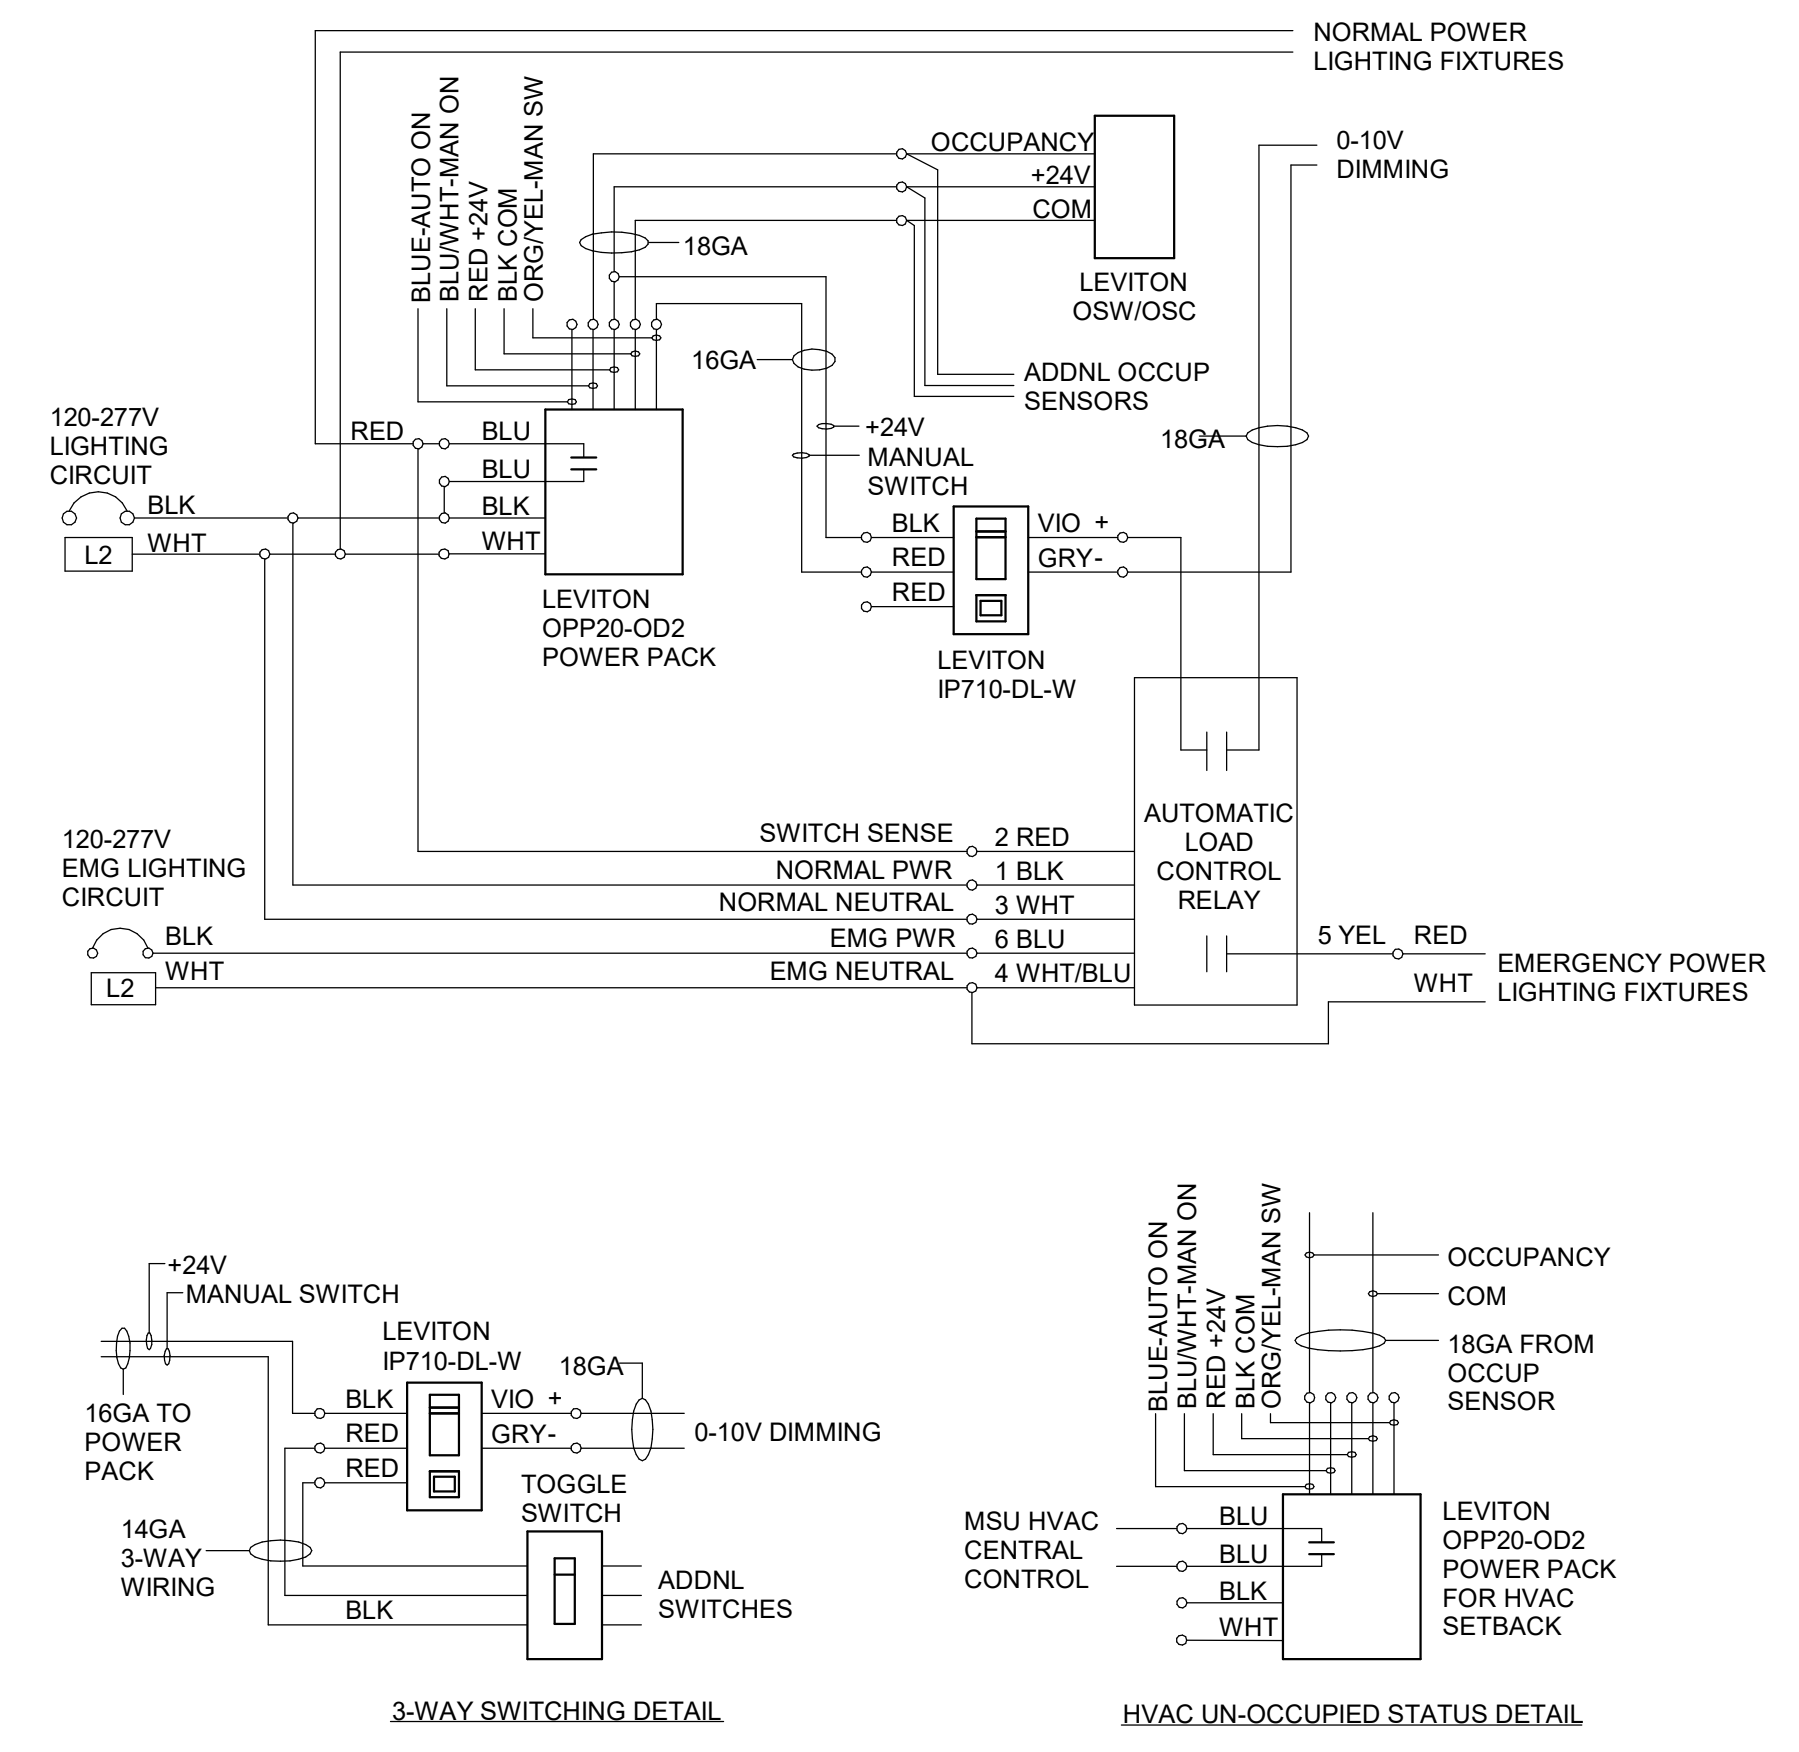 NORMAL POWER
LIGHTING FIXTURES
BLUE-AUTO ON
BLU/WHT-MAN ON
RED +24V
BLK COM
ORG/YEL-MAN SW
OCCUPANCY
+24V
COM
LEVITON
OSW/OSC
0-10V
DIMMING
18GA
16GA
ADDNL OCCUP
SENSORS
18GA
+24V
MANUAL
SWITCH
120-277V
LIGHTING
CIRCUIT
BLK
L2
WHT
RED
BLU
BLU
BLK
WHT
LEVITON
OPP20-OD2
POWER PACK
BLK
RED
RED
VIO +
GRY-
LEVITON
IP710-DL-W
AUTOMATIC
LOAD
CONTROL
RELAY
SWITCH SENSE
2 RED
NORMAL PWR
1 BLK
NORMAL NEUTRAL
3 WHT
EMG PWR
6 BLU
EMG NEUTRAL
4 WHT/BLU
120-277V
EMG LIGHTING
CIRCUIT
BLK
WHT
L2
5 YEL
RED
WHT
EMERGENCY POWER
LIGHTING FIXTURES
+24V
MANUAL SWITCH
16GA TO
POWER
PACK
LEVITON
IP710-DL-W
BLK
RED
RED
VIO +
GRY-
18GA
0-10V DIMMING
14GA
3-WAY
WIRING
BLK
TOGGLE
SWITCH
ADDNL
SWITCHES
3-WAY SWITCHING DETAIL
BLUE-AUTO ON
BLU/WHT-MAN ON
RED +24V
BLK COM
ORG/YEL-MAN SW
OCCUPANCY
COM
18GA FROM
OCCUP
SENSOR
MSU HVAC
CENTRAL
CONTROL
BLU
BLU
BLK
WHT
LEVITON
OPP20-OD2
POWER PACK
FOR HVAC
SETBACK
HVAC UN-OCCUPIED STATUS DETAIL